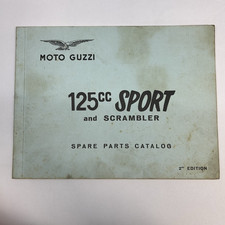 MOTO GUZZI
125cc SPORT
and SCRAMBLER
SPARE PARTS CATALOG
2nd EDITION